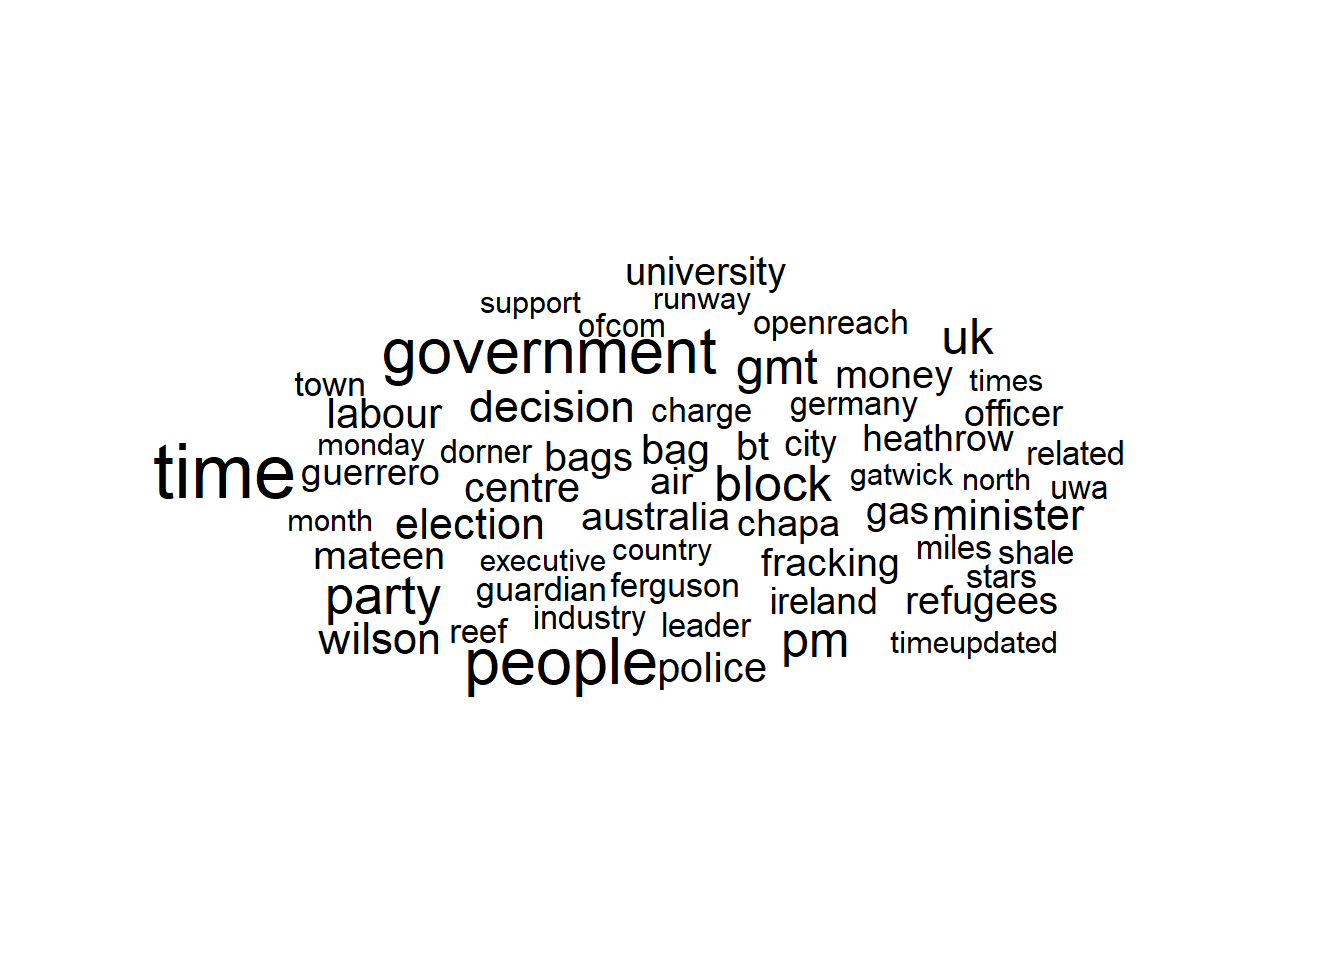 university
support runway
ofcom openreach
government gmt uk
town money times
labour decision charge germany officer
monday dorner bags bag bt city heathrow related
time guerrero centre air block gatwick north uwa
month election australia chapa gas minister
mateen executive country fracking miles shale
party guardian ferguson ireland refugees stars
wilson reef industry leader pm timeupdated
people police